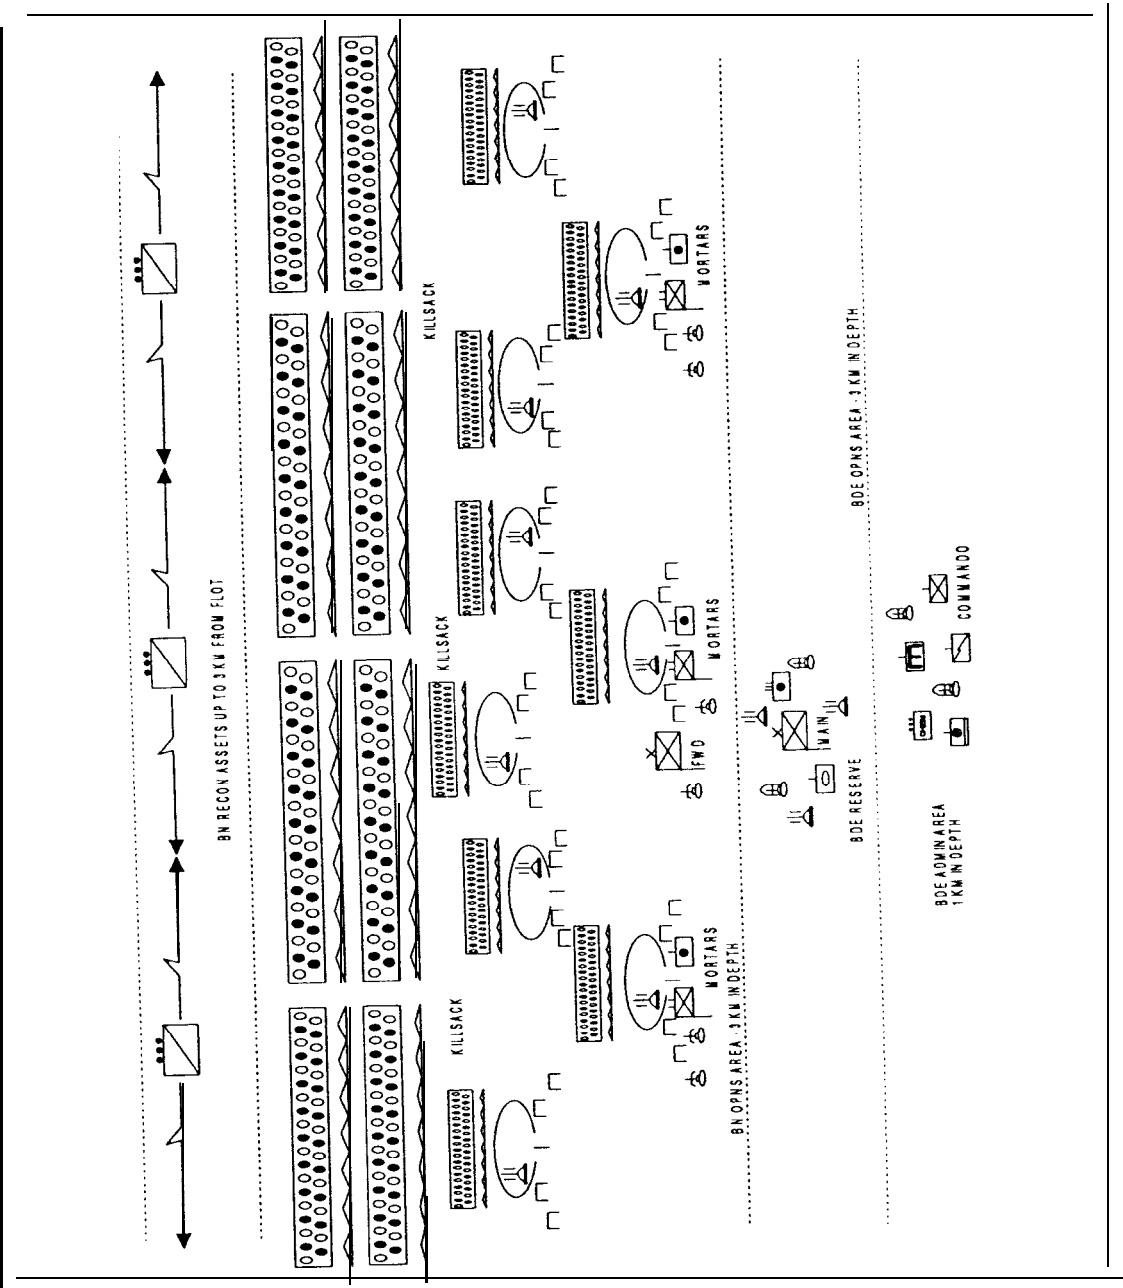 BN RECON ASSETS UP TO 3 KM FROM FLOT
KILLSACK
KILLSACK
KILLSACK
MORTARS
MORTARS
MORTARS
FWD
BN OPNS AREA - 3 KM IN DEPTH
MAIN
BDE RESERVE
BDE OPNS AREA - 3 KM IN DEPTH
COMMANDO
BDE ADMIN AREA
1 KM IN DEPTH